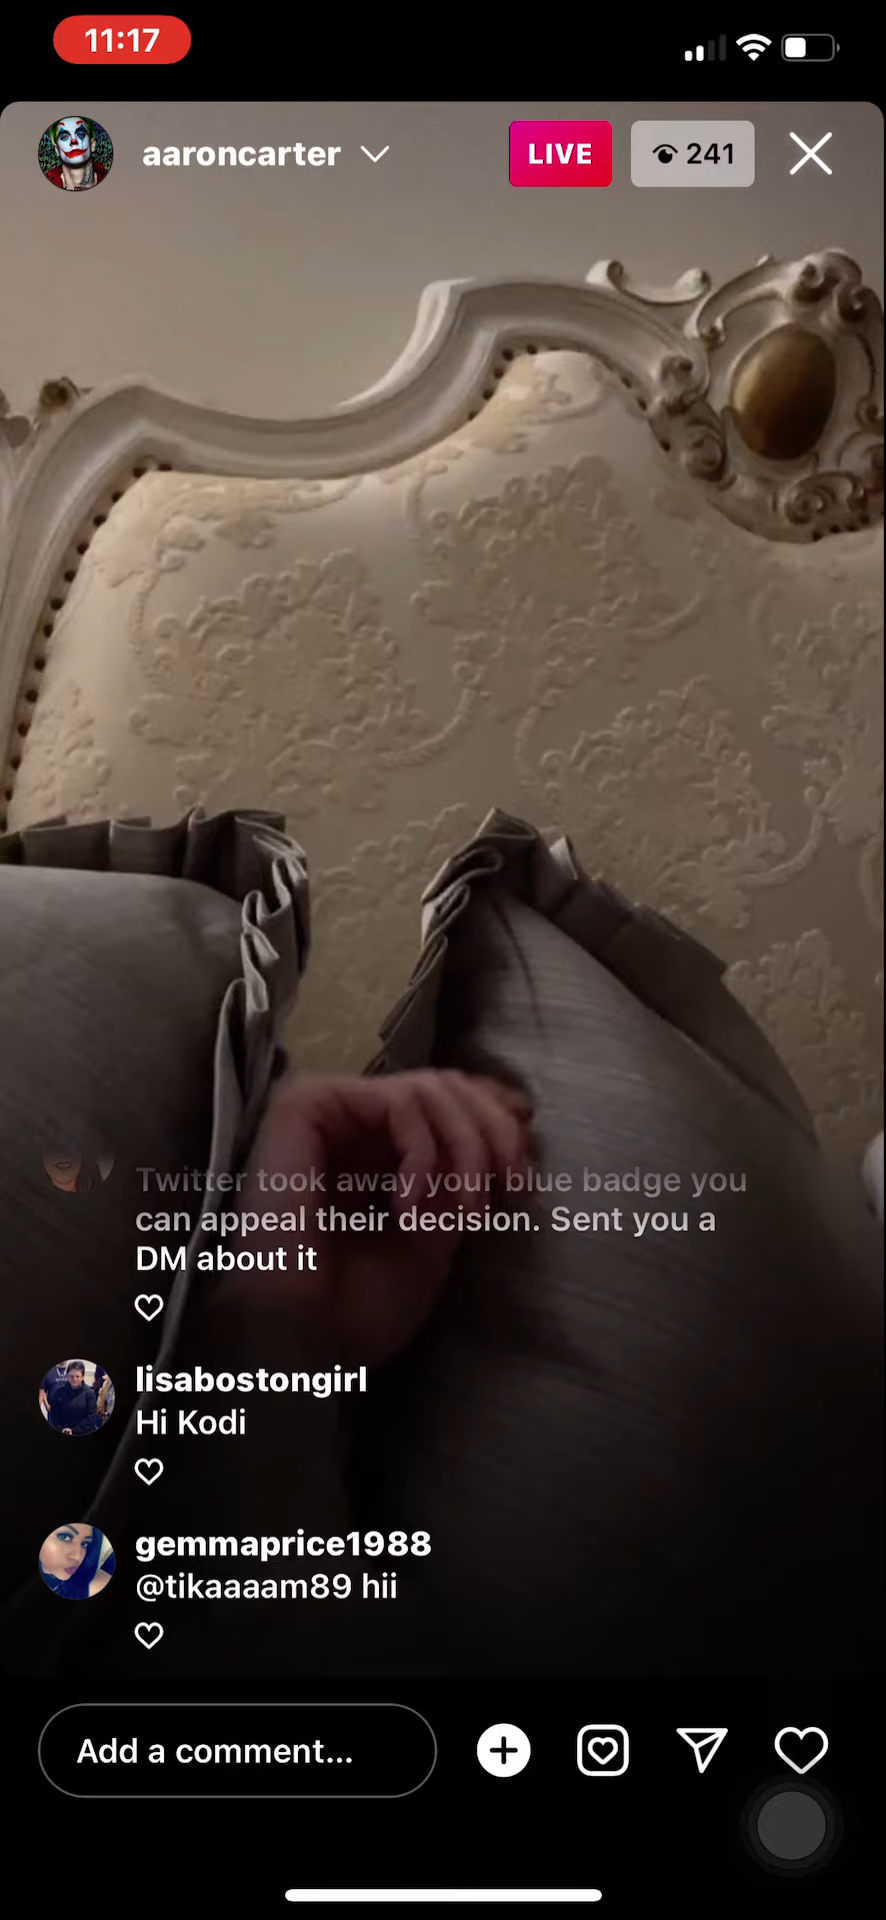 11:17
aaroncarter
LIVE
241
Twitter took away your blue badge you
can appeal their decision. Sent you a
DM about it
lisabostongirl
Hi Kodi
gemmaprice1988
@tikaaaam89 hii
Add a comment...